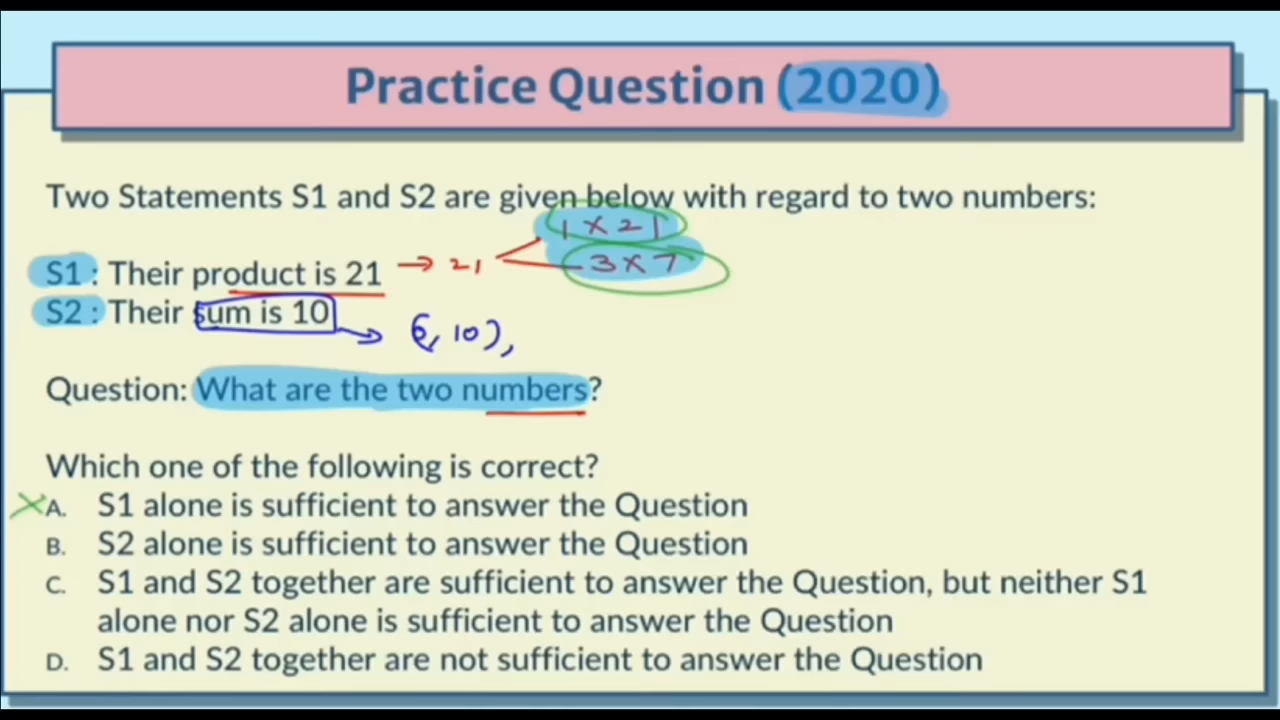 Practice Question (2020)
Two Statements S1 and S2 are given below with regard to two numbers:
1 x 21
S1 : Their product is 21 → 21
3 x 7
S2 : Their sum is 10
10),
Question: What are the two numbers?
Which one of the following is correct?
X A. S1 alone is sufficient to answer the Question
B. S2 alone is sufficient to answer the Question
C. S1 and S2 together are sufficient to answer the Question, but neither S1
alone nor S2 alone is sufficient to answer the Question
D. S1 and S2 together are not sufficient to answer the Question